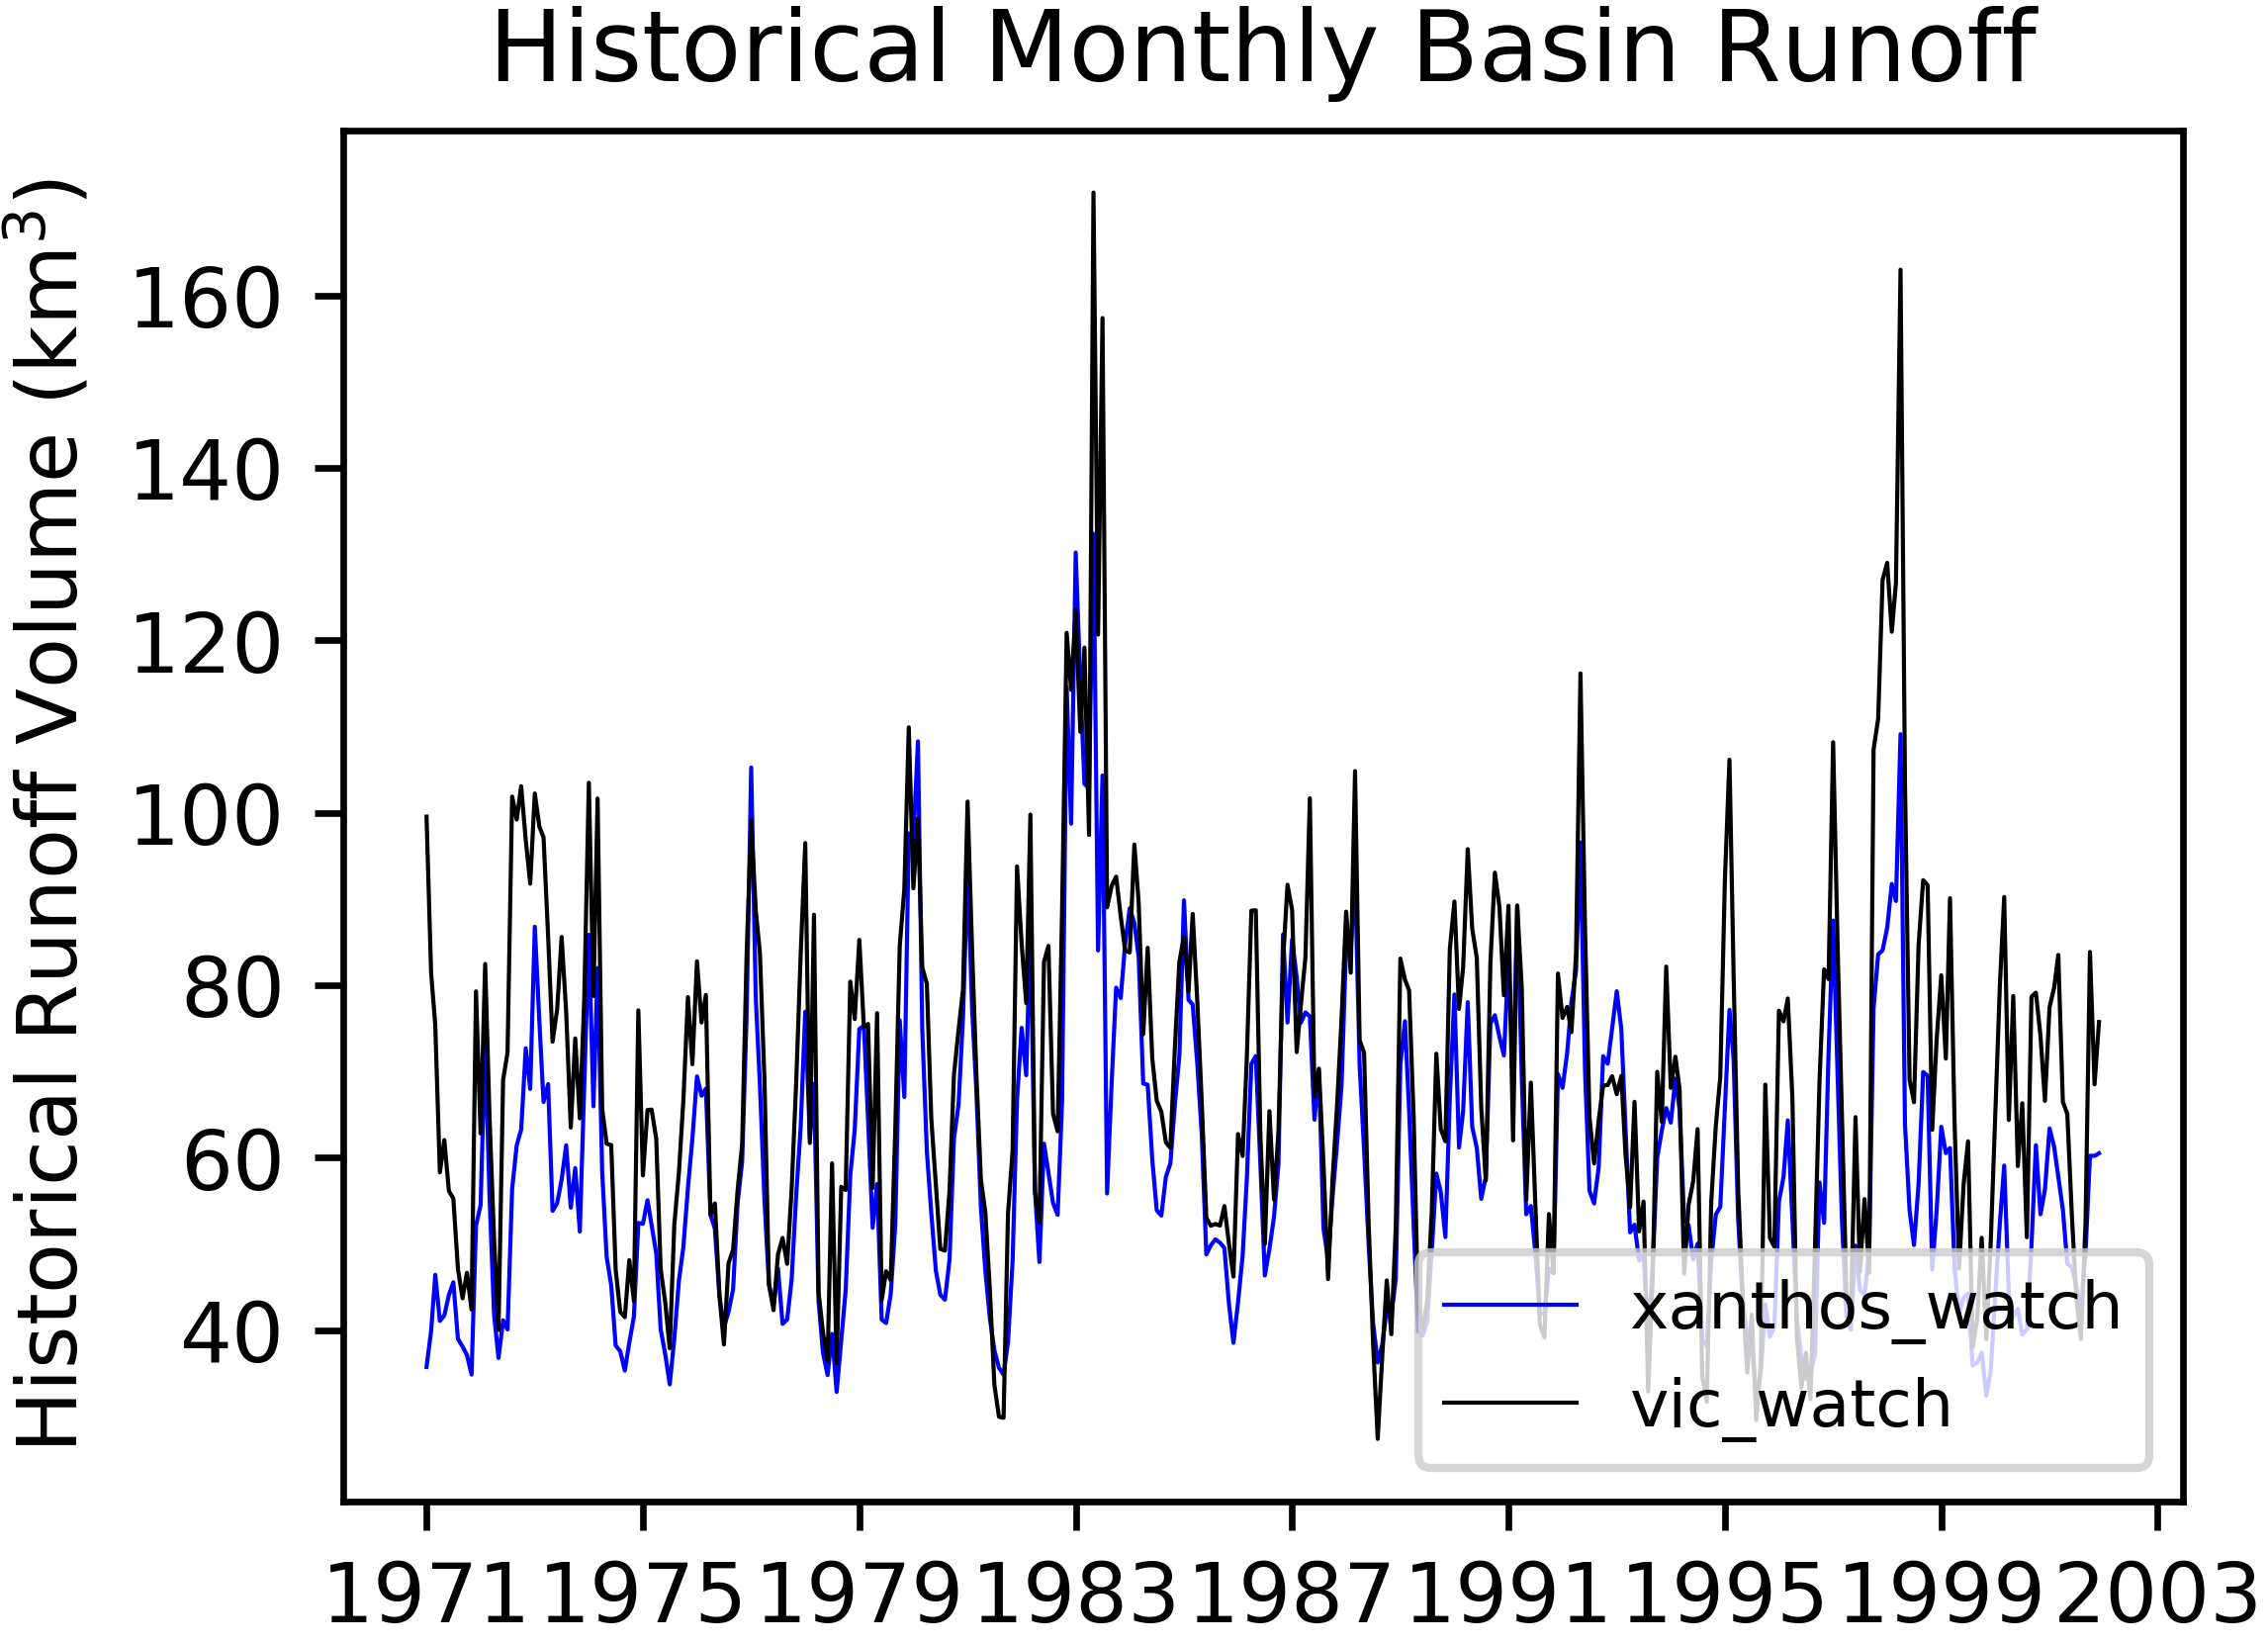 Historical Monthly Basin Runoff
Historical Runoff Volume (km³)
160
140
120
100
80
60
40
xanthos_watch
vic_watch
1971 1975 1979 1983 1987 1991 1995 1999 2003